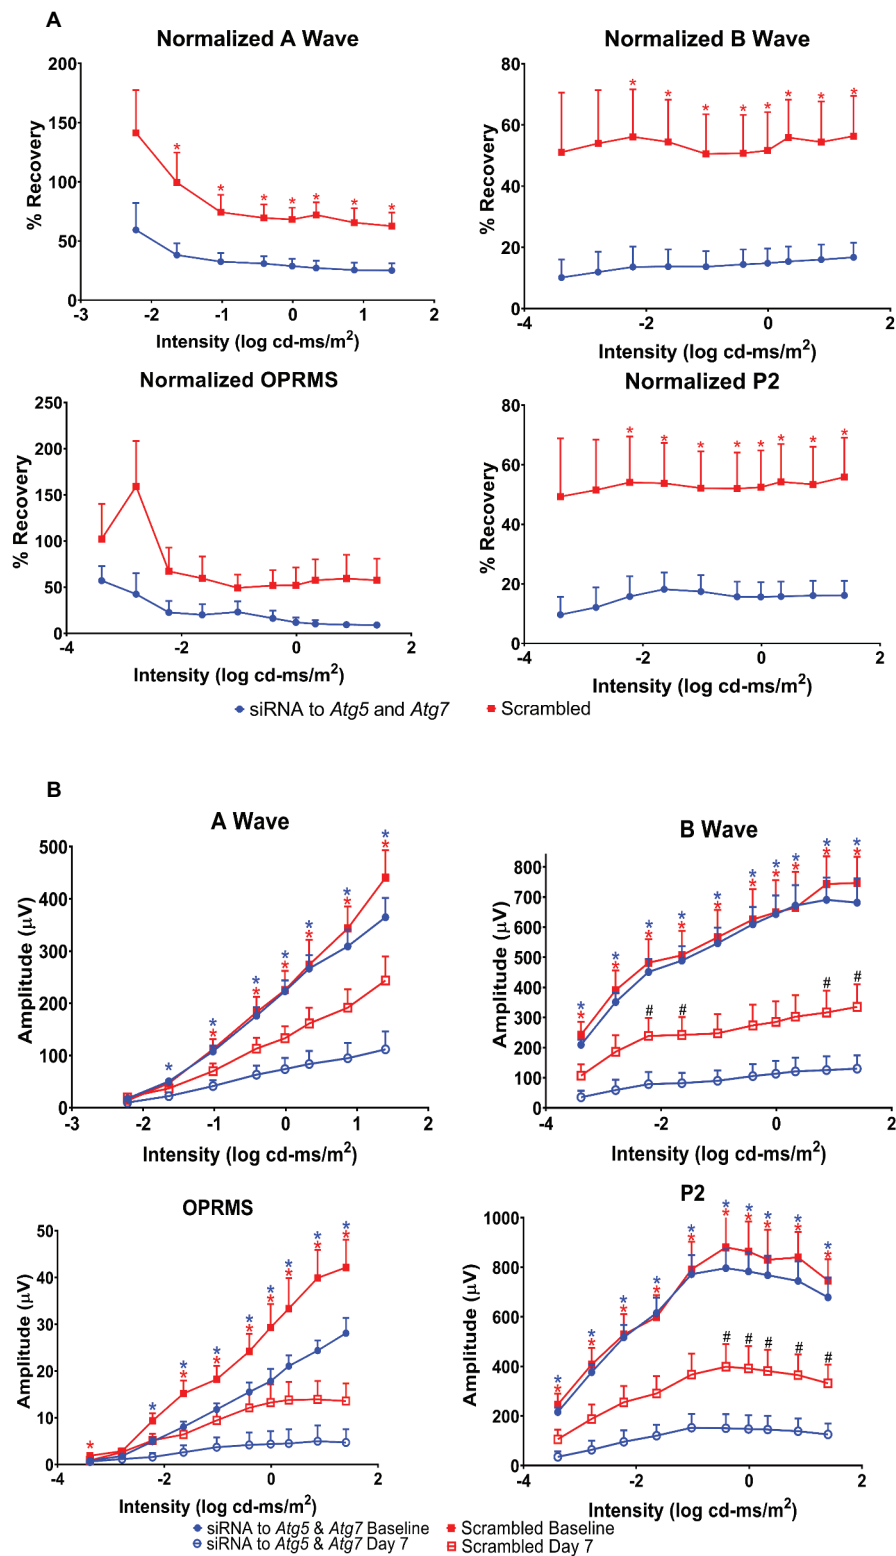 A
Normalized A Wave
Normalized B Wave
% Recovery
200
150
100
50
0
-3 -2 -1 0 1 2
Intensity (log cd-ms/m²)
* * * * * * *
% Recovery
80
60
40
20
0
-4 -2 0 2
Intensity (log cd-ms/m²)
* * * * * * * *
Normalized OPRMS
Normalized P2
% Recovery
250
200
150
100
50
0
-4 -2 0 2
Intensity (log cd-ms/m²)
% Recovery
80
60
40
20
0
-4 -2 0 2
Intensity (log cd-ms/m²)
* * * * * * * *
siRNA to Atg5 and Atg7
Scrambled
B
A Wave
B Wave
Amplitude (μV)
500
400
300
200
100
0
-3 -2 -1 0 1 2
Intensity (log cd-ms/m²)
* * * * * * *
* * * * * *
Amplitude (μV)
800
700
600
500
400
300
200
100
0
-4 -2 0 2
Intensity (log cd-ms/m²)
* * * * * * * * * *
* * * * * * * * * *
# # # #
OPRMS
P2
Amplitude (μV)
50
40
30
20
10
0
-4 -2 0 2
Intensity (log cd-ms/m²)
* * * * * * * *
* * * * * * * *
Amplitude (μV)
1000
800
600
400
200
0
-4 -2 0 2
Intensity (log cd-ms/m²)
* * * * * * * * * *
* * * * * * * * * *
# # # # #
siRNA to Atg5 & Atg7 Baseline
Scrambled Baseline
siRNA to Atg5 & Atg7 Day 7
Scrambled Day 7